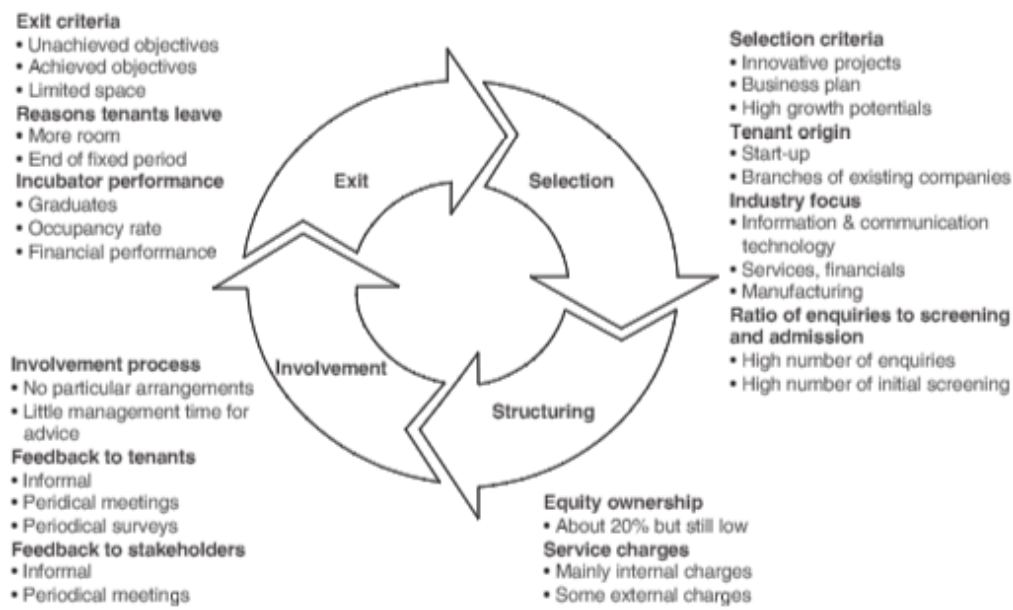 Exit criteria
• Unachieved objectives
• Achieved objectives
• Limited space
Reasons tenants leave
• More room
• End of fixed period
Incubator performance
• Graduates
• Occupancy rate
• Financial performance
Exit
Selection
Selection criteria
• Innovative projects
• Business plan
• High growth potentials
Tenant origin
• Start-up
• Branches of existing companies
Industry focus
• Information & communication
technology
• Services, financials
• Manufacturing
Ratio of enquiries to screening
and admission
• High number of enquiries
• High number of initial screening
Involvement
Structuring
Involvement process
• No particular arrangements
• Little management time for
advice
Feedback to tenants
• Informal
• Peridical meetings
• Periodical surveys
Feedback to stakeholders
• Informal
• Periodical meetings
Equity ownership
• About 20% but still low
Service charges
• Mainly internal charges
• Some external charges